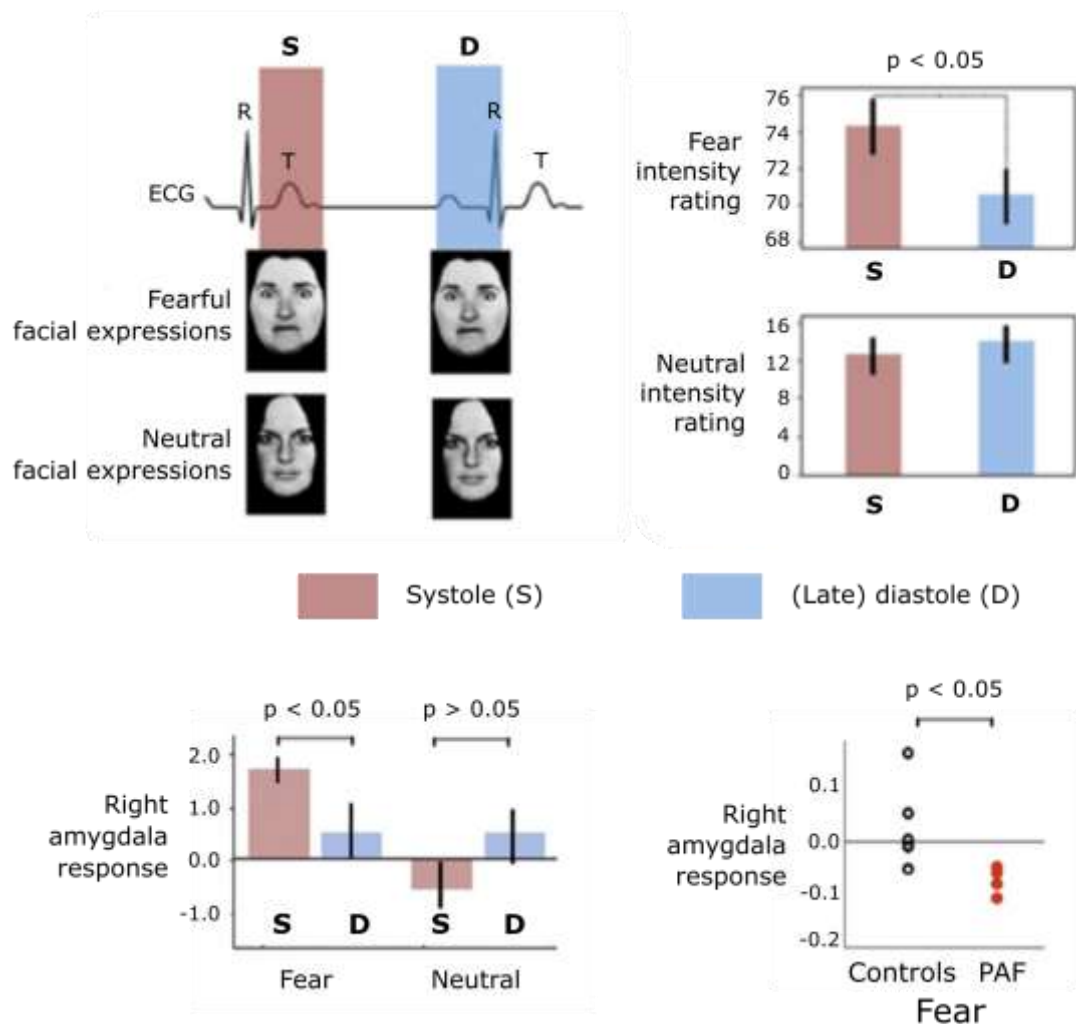 S
D
R
R
T
T
ECG
Fearful
facial expressions
Neutral
facial expressions
p < 0.05
76
74
72
70
68
Fear
intensity
rating
S
D
16
12
8
4
0
Neutral
intensity
rating
S
D
Systole (S)
(Late) diastole (D)
p < 0.05
p > 0.05
2.0
1.0
0.0
-1.0
Right
amygdala
response
S
D
S
D
Fear
Neutral
p < 0.05
0.1
0.0
-0.1
-0.2
Right
amygdala
response
Controls
PAF
Fear